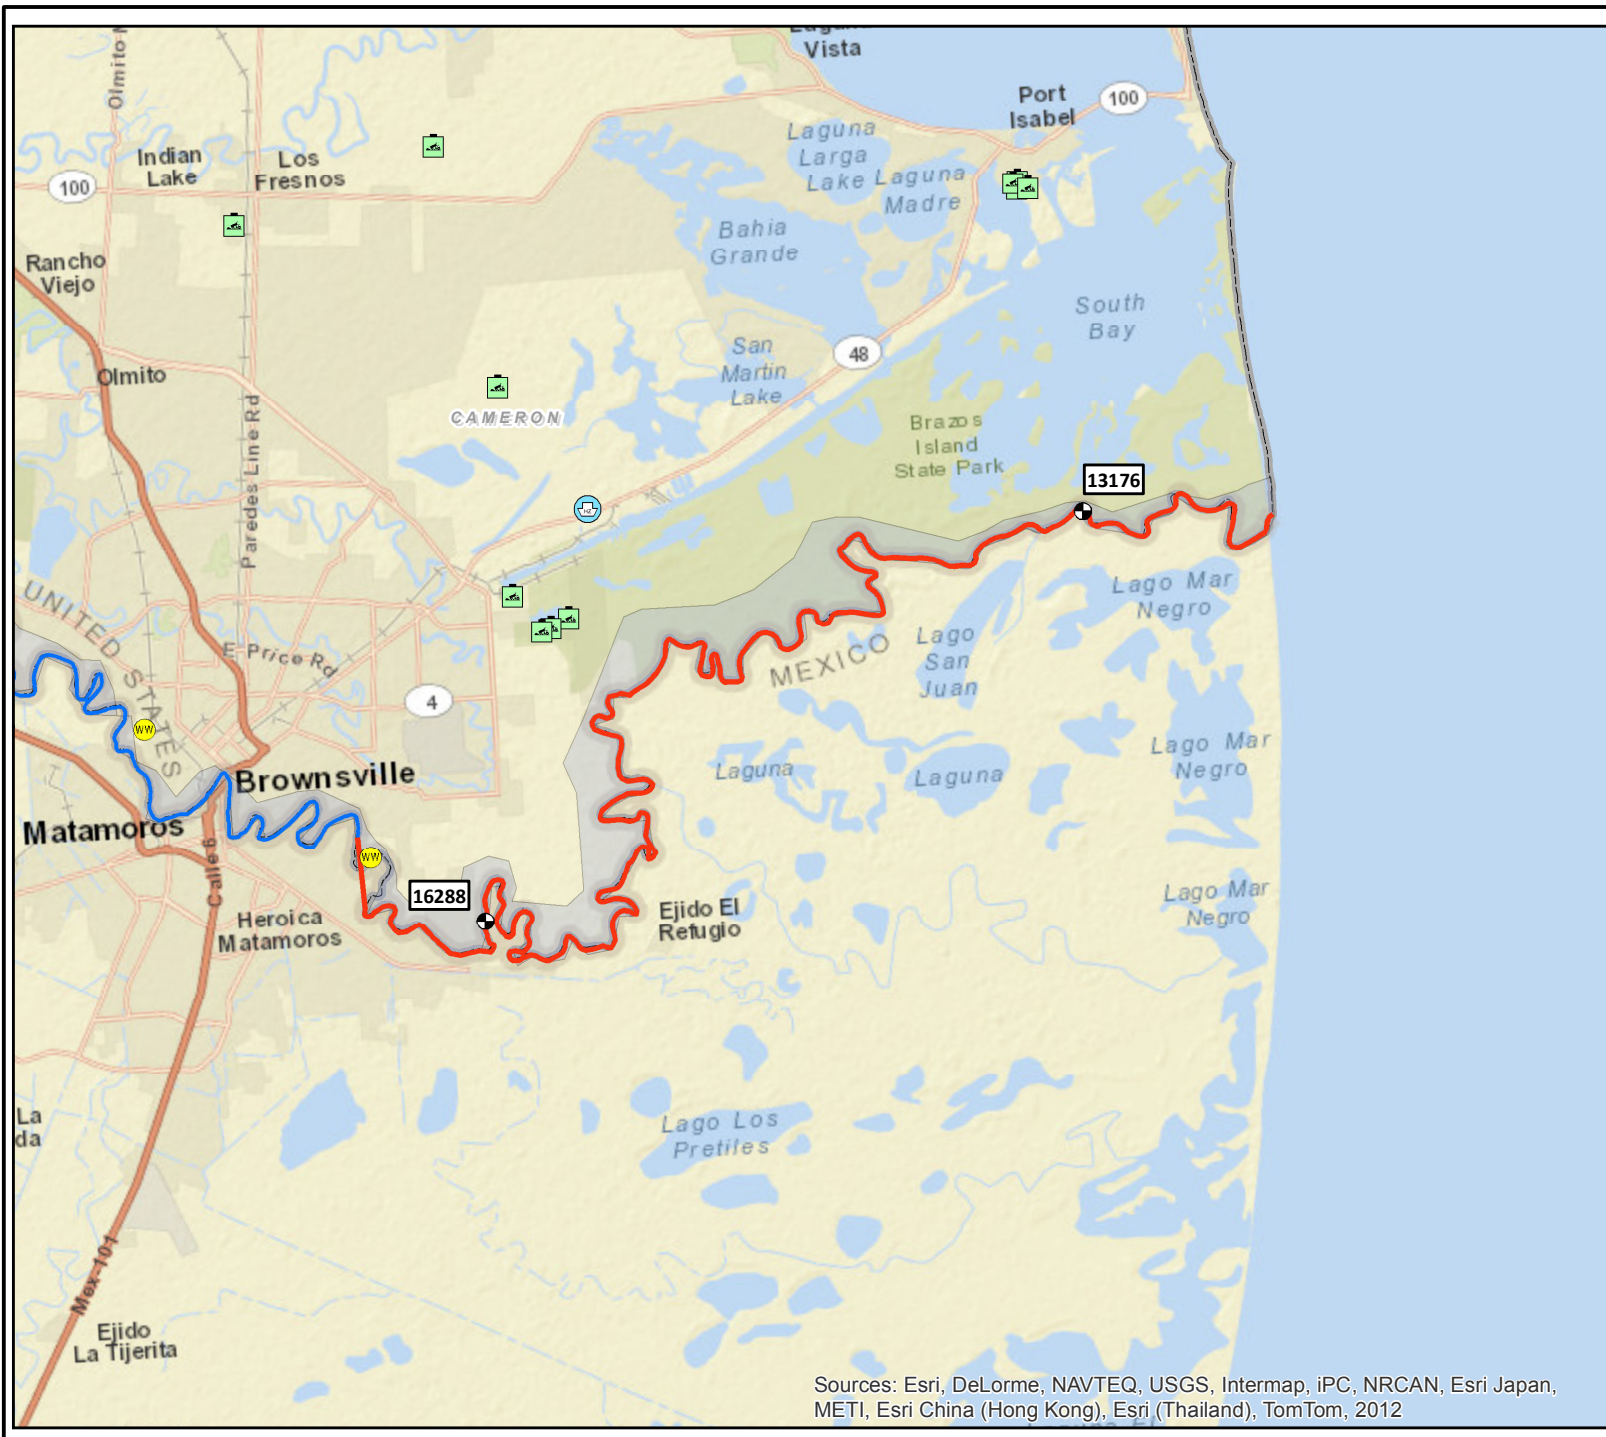 Vista
Port
Isabel
100
Laguna
Larga
Lake
Laguna
Madre
Indian
Lake
Los
Fresnos
100
Bahia
Grande
Rancho
Viejo
South
Bay
San
Martin
Lake
48
Olmito
CAMERON
Paredes Line Rd
Brazos
Island
State Park
13176
HZ
UNITED STATES
E Price Rd
Lago Mar
Negro
Lago
San
Juan
MEXICO
4
WW
Lago Mar
Negro
Laguna
Laguna
Brownsville
Matamoros
Calle 6
WW
16288
Lago Mar
Negro
Ejido El
Refugio
Heroica
Matamoros
La
da
Lago Los
Pretiles
Mex-101
Ejido
La Tijerita
Sources: Esri, DeLorme, NAVTEQ, USGS, Intermap, iPC, NRCAN, Esri Japan,
METI, Esri China (Hong Kong), Esri (Thailand), TomTom, 2012